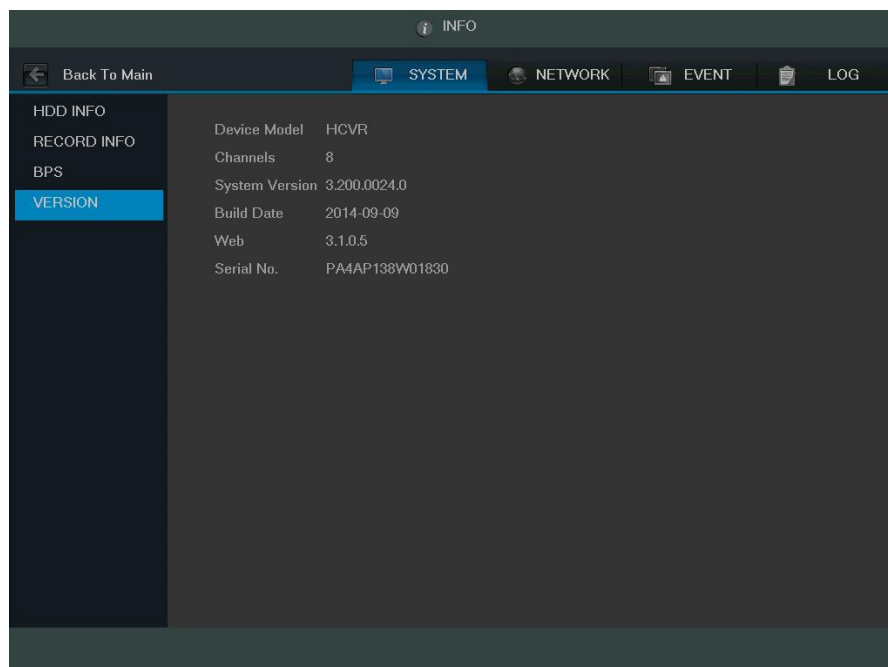 INFO
Back To Main
SYSTEM
NETWORK
EVENT
LOG
HDD INFO
RECORD INFO
BPS
VERSION
Device Model HCVR
Channels 8
System Version 3.200.0024.0
Build Date 2014-09-09
Web 3.1.0.5
Serial No. PA4AP138W01830